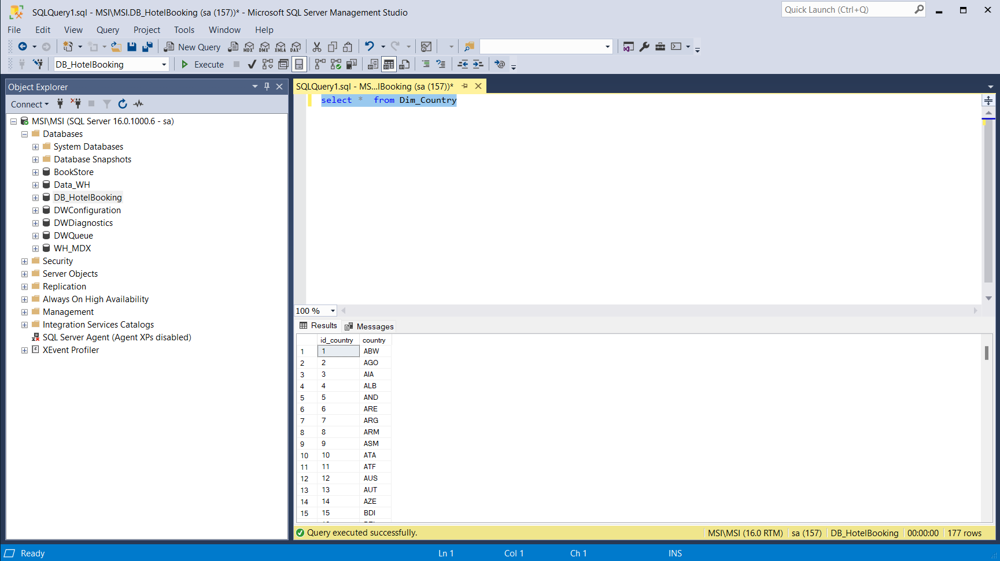 SQLQuery1.sql - MSI\MSI.DB_HotelBooking (sa (157))* - Microsoft SQL Server Management Studio
Quick Launch (Ctrl+Q)
File Edit View Query Project Tools Window Help
New Query MDX DMX XMLA DAX
DB_HotelBooking Execute
Object Explorer
Connect
MSI\MSI (SQL Server 16.0.1000.6 - sa)
Databases
System Databases
Database Snapshots
BookStore
Data_WH
DB_HotelBooking
DWConfiguration
DWDiagnostics
DWQueue
WH_MDX
Security
Server Objects
Replication
Always On High Availability
Management
Integration Services Catalogs
SQL Server Agent (Agent XPs disabled)
XEvent Profiler
SQLQuery1.sql - MS...lBooking (sa (157))*
select * from Dim_Country
100 %
Results Messages
id_country country
1 1 ABW
2 2 AGO
3 3 AIA
4 4 ALB
5 5 AND
6 6 ARE
7 7 ARG
8 8 ARM
9 9 ASM
10 10 ATA
11 11 ATF
12 12 AUS
13 13 AUT
14 14 AZE
15 15 BDI
Query executed successfully. MSI\MSI (16.0 RTM) sa (157) DB_HotelBooking 00:00:00 177 rows
Ready Ln 1 Col 1 Ch 1 INS